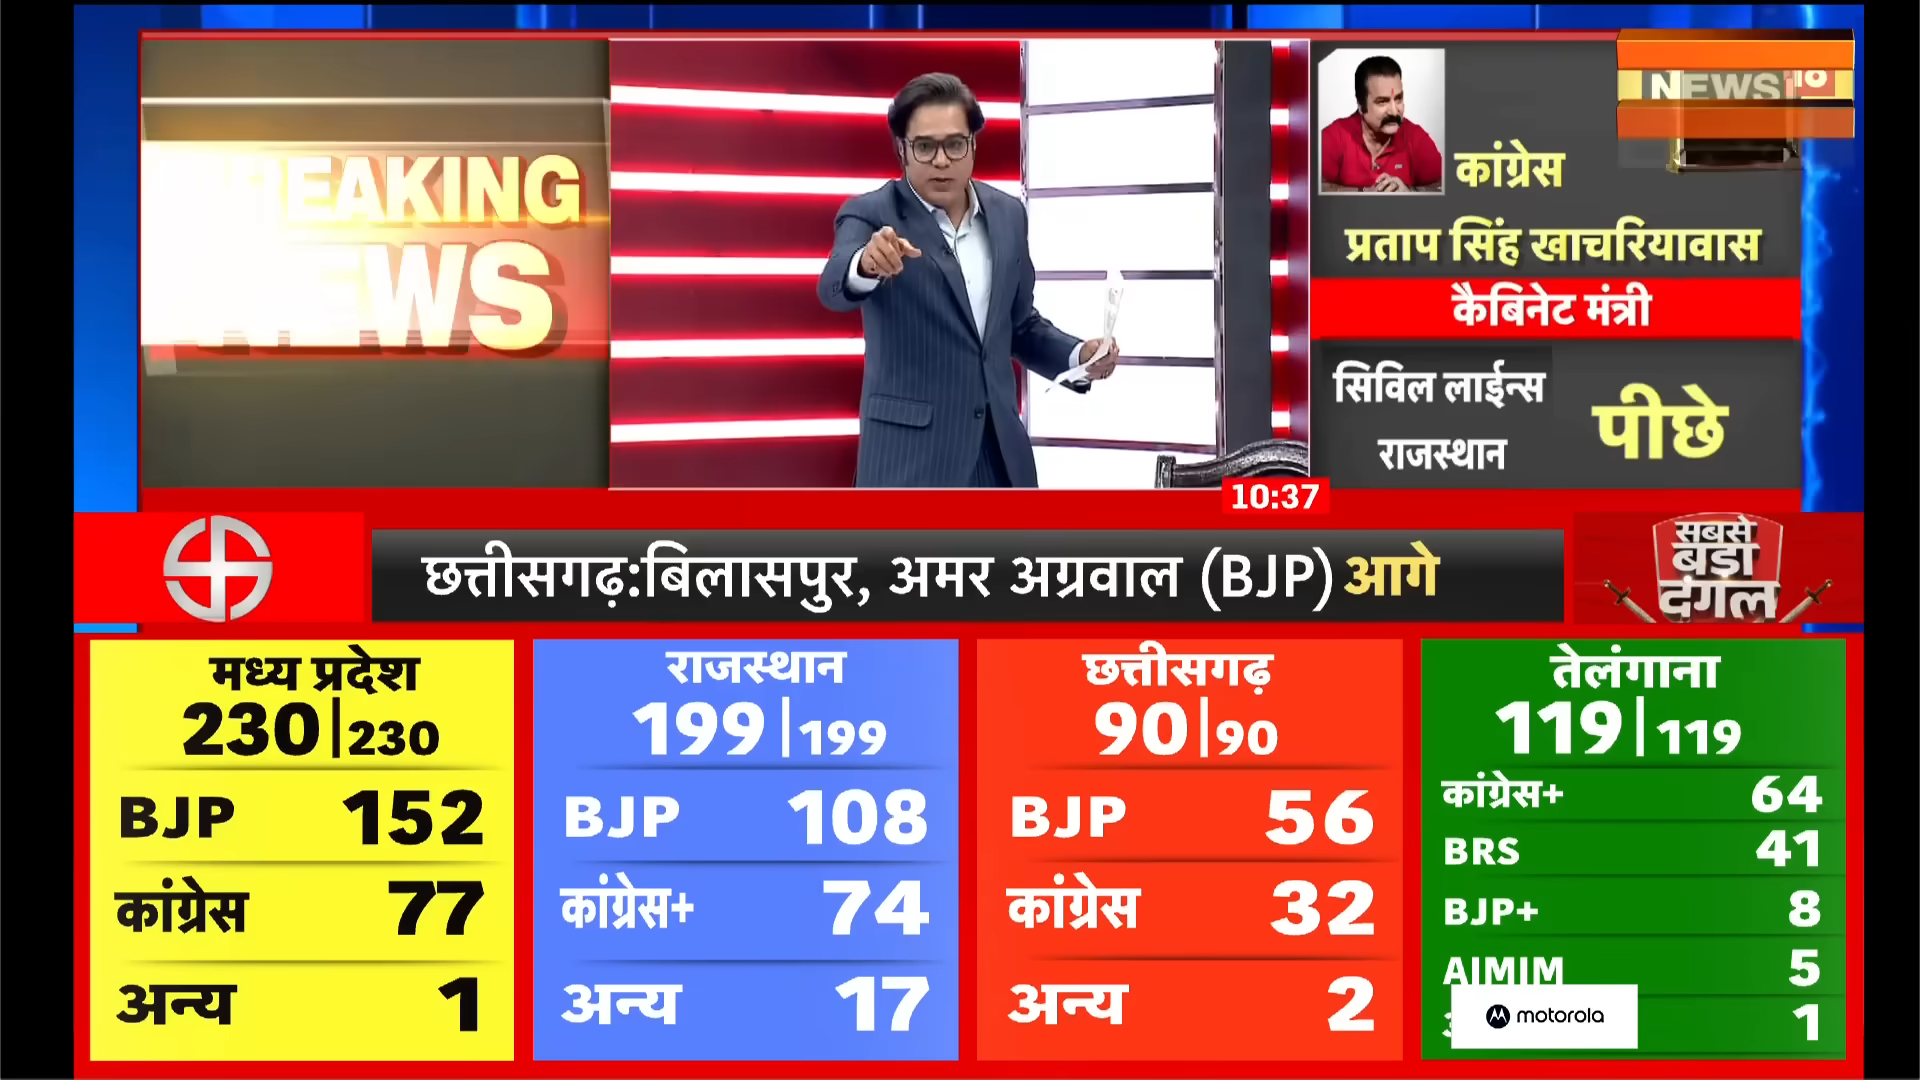 BREAKING
NEWS
NEWS 18
कांग्रेस
प्रताप सिंह खाचरियावास
कैबिनेट मंत्री
सिविल लाईन्स
राजस्थान
पीछे
10:37
छत्तीसगढ़:बिलासपुर, अमर अग्रवाल (BJP) आगे
सबसे
बड़ा
दंगल
मध्य प्रदेश
230|230
BJP 152
कांग्रेस 77
अन्य 1
राजस्थान
199|199
BJP 108
कांग्रेस+ 74
अन्य 17
छत्तीसगढ़
90|90
BJP 56
कांग्रेस 32
अन्य 2
तेलंगाना
119|119
कांग्रेस+ 64
BRS 41
BJP+ 8
AIMIM 5
1
motorola